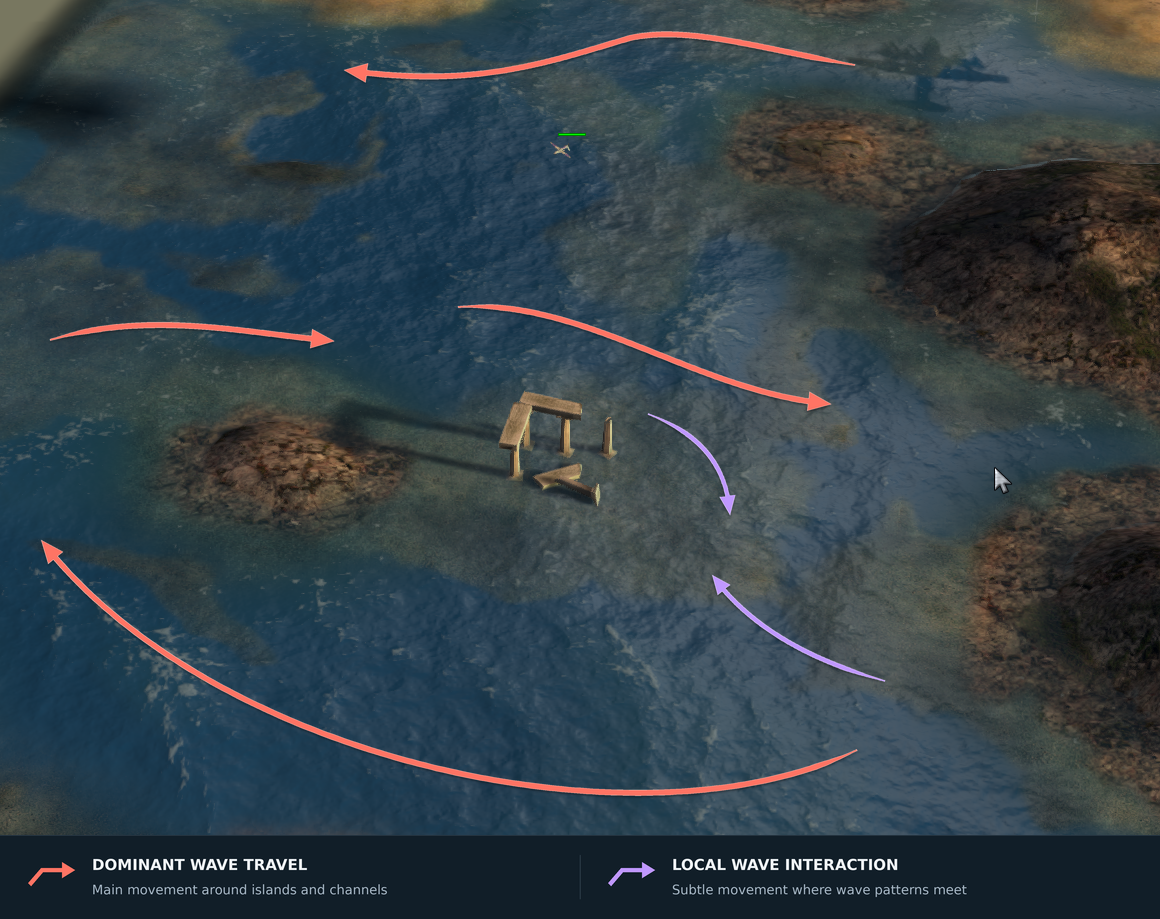 DOMINANT WAVE TRAVEL
Main movement around islands and channels
LOCAL WAVE INTERACTION
Subtle movement where wave patterns meet